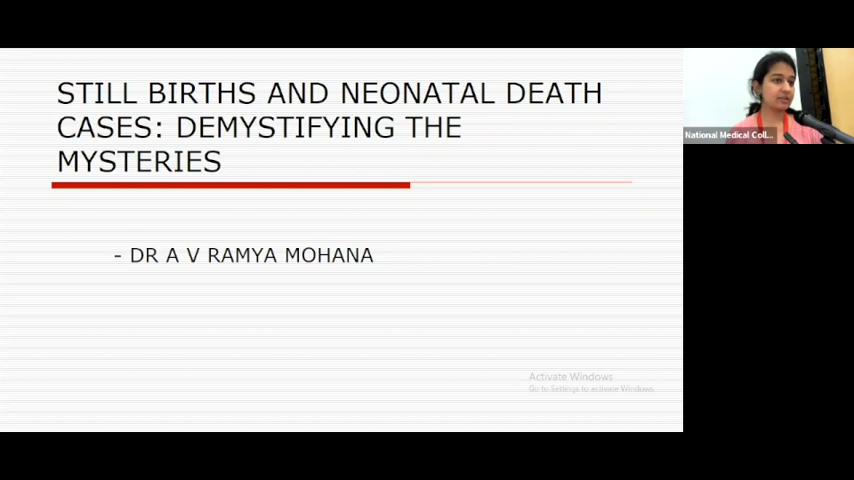 STILL BIRTHS AND NEONATAL DEATH
CASES: DEMYSTIFYING THE
MYSTERIES
- DR A V RAMYA MOHANA
National Medical Coll...
Activate Windows
Go to Settings to activate Windows.